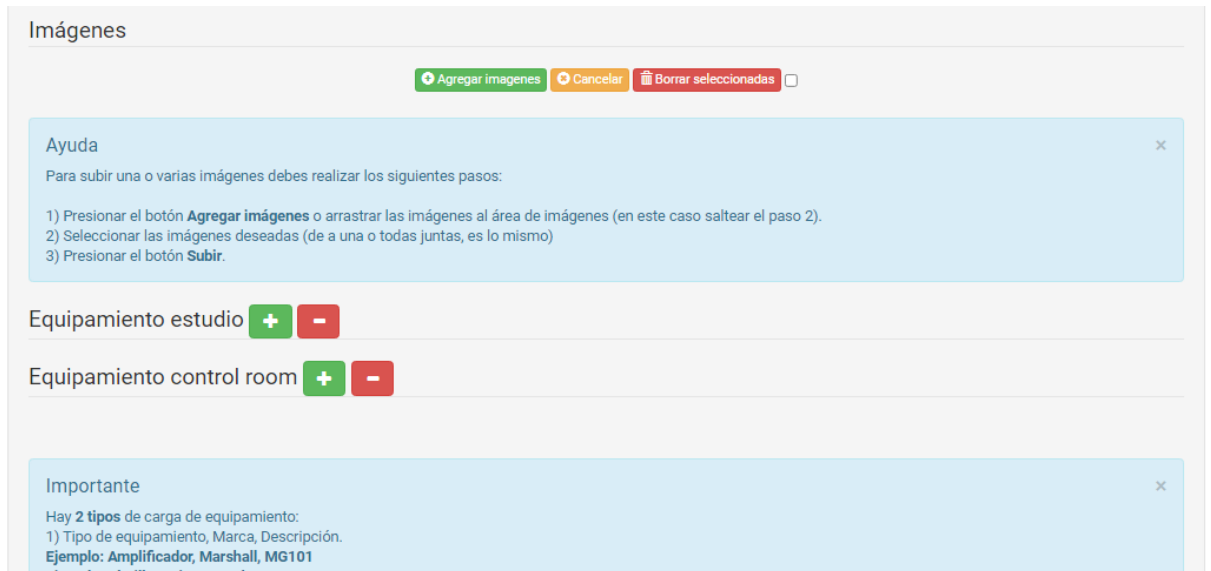 Imágenes
Agregar imagenes Cancelar Borrar seleccionadas
Ayuda
Para subir una o varias imágenes debes realizar los siguientes pasos:
1) Presionar el botón Agregar imágenes o arrastrar las imágenes al área de imágenes (en este caso saltear el paso 2).
2) Seleccionar las imágenes deseadas (de a una o todas juntas, es lo mismo)
3) Presionar el botón Subir.
Equipamiento estudio
Equipamiento control room
Importante
Hay 2 tipos de carga de equipamiento:
1) Tipo de equipamiento, Marca, Descripción.
Ejemplo: Amplificador, Marshall, MG101